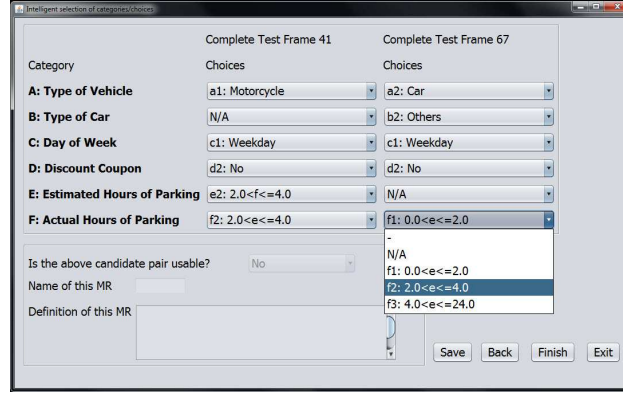 Intelligent selection of categories/choices
Complete Test Frame 41 Complete Test Frame 67
Category Choices Choices
A: Type of Vehicle a1: Motorcycle a2: Car
B: Type of Car N/A b2: Others
C: Day of Week c1: Weekday c1: Weekday
D: Discount Coupon d2: No d2: No
E: Estimated Hours of Parking e2: 2.0<f<=4.0 N/A
F: Actual Hours of Parking f2: 2.0<e<=4.0 f1: 0.0<e<=2.0
-
N/A
Is the above candidate pair usable? No f1: 0.0<e<=2.0
Name of this MR f2: 2.0<e<=4.0
Definition of this MR f3: 4.0<e<=24.0
Save Back Finish Exit